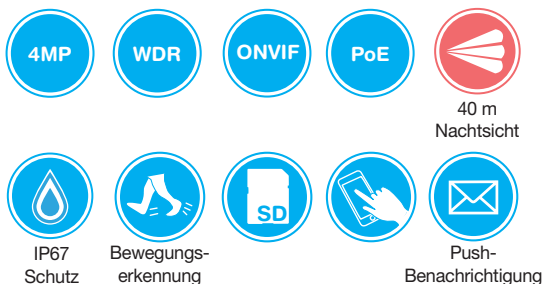 4MP
WDR
ONVIF
PoE
40 m
Nachtsicht
IP67
Schutz
Bewegungs-
erkennung
SD
Push-
Benachrichtigung